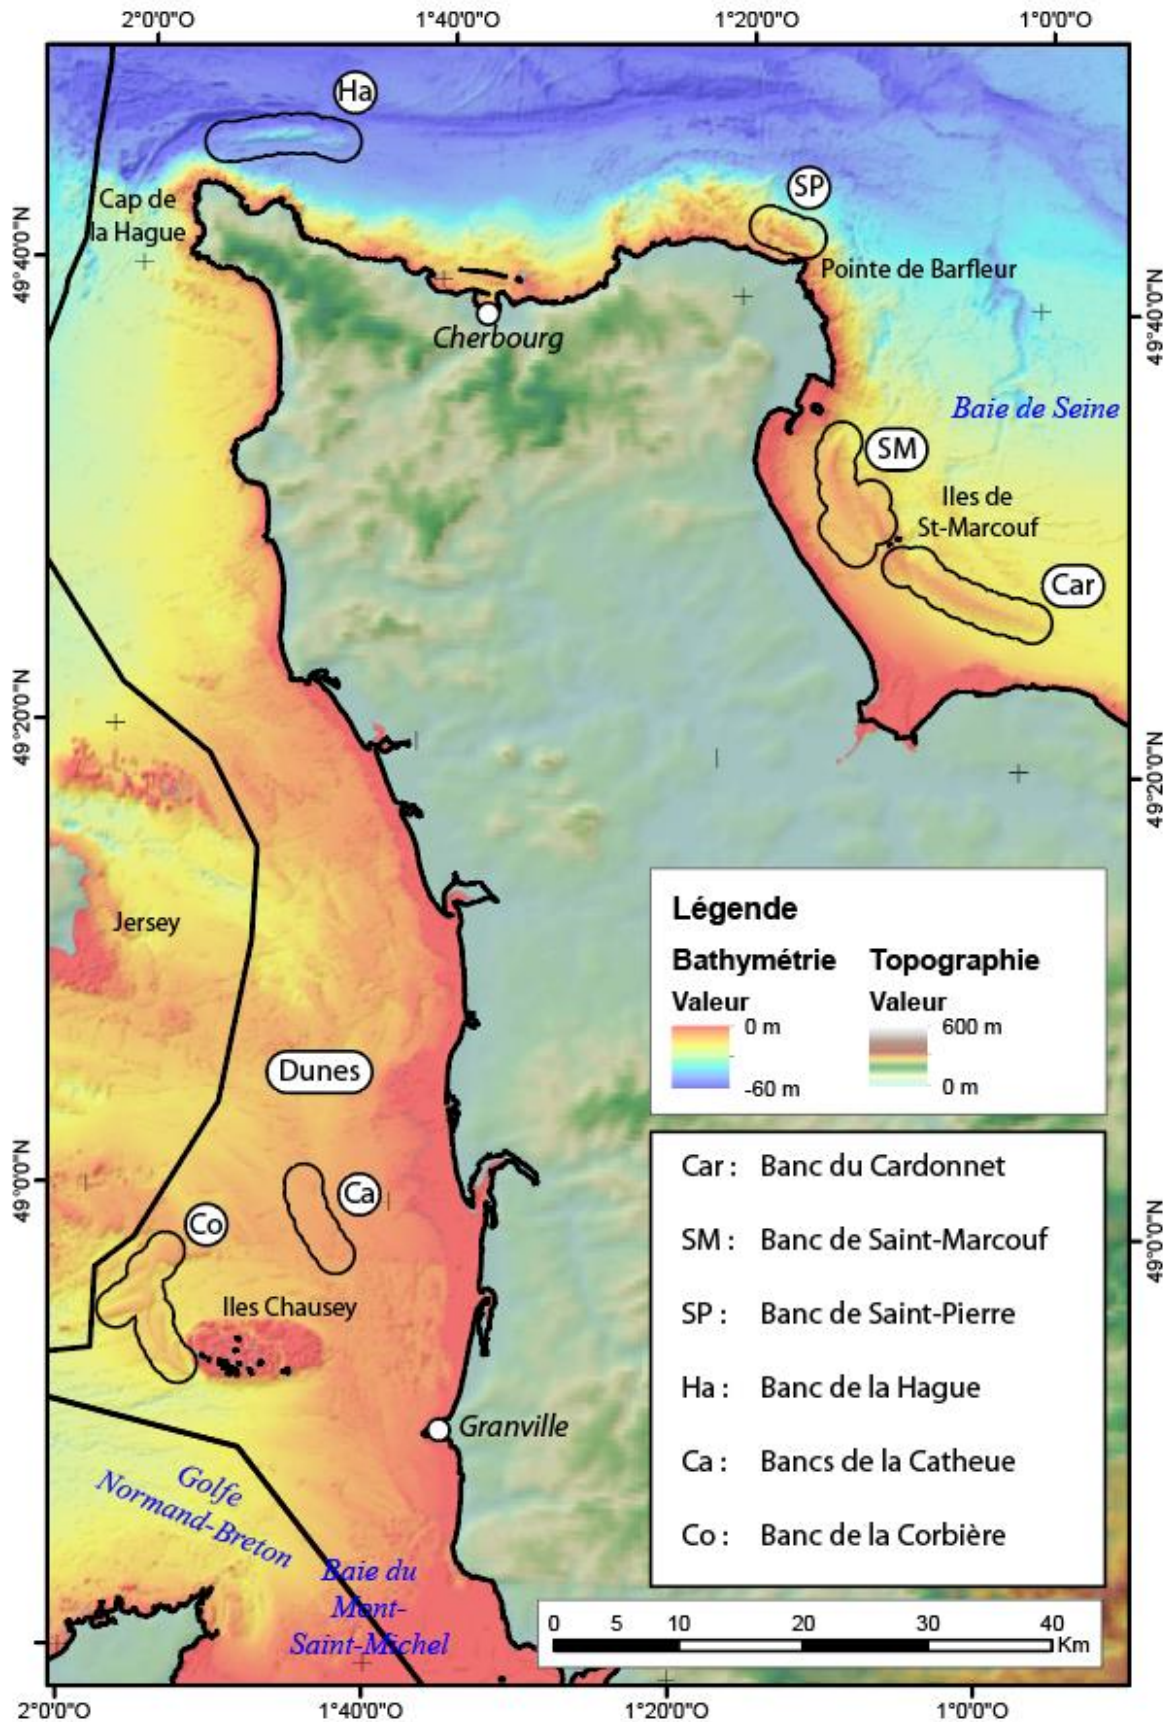 2°0'0"O
1°40'0"O
1°20'0"O
1°0'0"O
Ha
Cap de
la Hague
SP
Pointe de Barfleur
49°40'0"N
49°40'0"N
Cherbourg
Baie de Seine
SM
Iles de
St-Marcouf
Car
49°20'0"N
49°20'0"N
Jersey
Légende
Bathymétrie
Valeur
0 m
-60 m
Topographie
Valeur
600 m
0 m
Dunes
Car : Banc du Cardonnet
SM : Banc de Saint-Marcouf
SP : Banc de Saint-Pierre
Ha : Banc de la Hague
Ca : Bancs de la Catheue
Co : Banc de la Corbière
49°0'0"N
49°0'0"N
Ca
Co
Iles Chausey
Granville
Golfe
Normand-Breton
Baie du
Mont-
Saint-Michel
0 5 10 20 30 40
Km
2°0'0"O
1°40'0"O
1°20'0"O
1°0'0"O